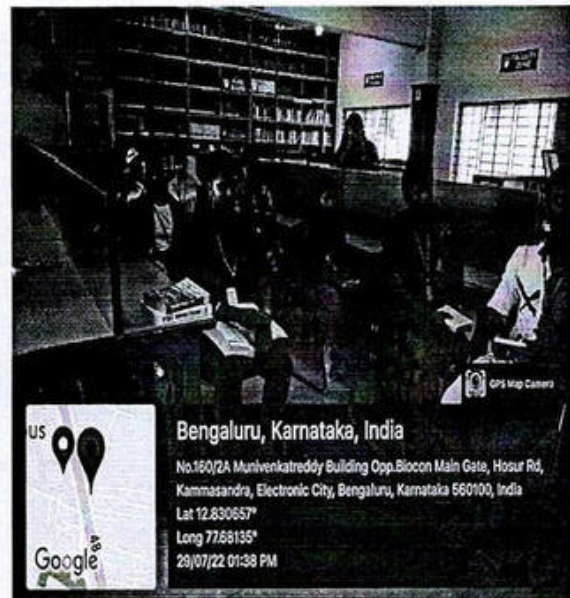 GPS Map Camera
us
Google
Bengaluru, Karnataka, India
No.160/2A Munivenkatreddy Building Opp.Biocon Main Gate, Hosur Rd,
Kammasandra, Electronic City, Bengaluru, Karnataka 560100, India
Lat 12.830657°
Long 77.68135°
29/07/22 01:38 PM